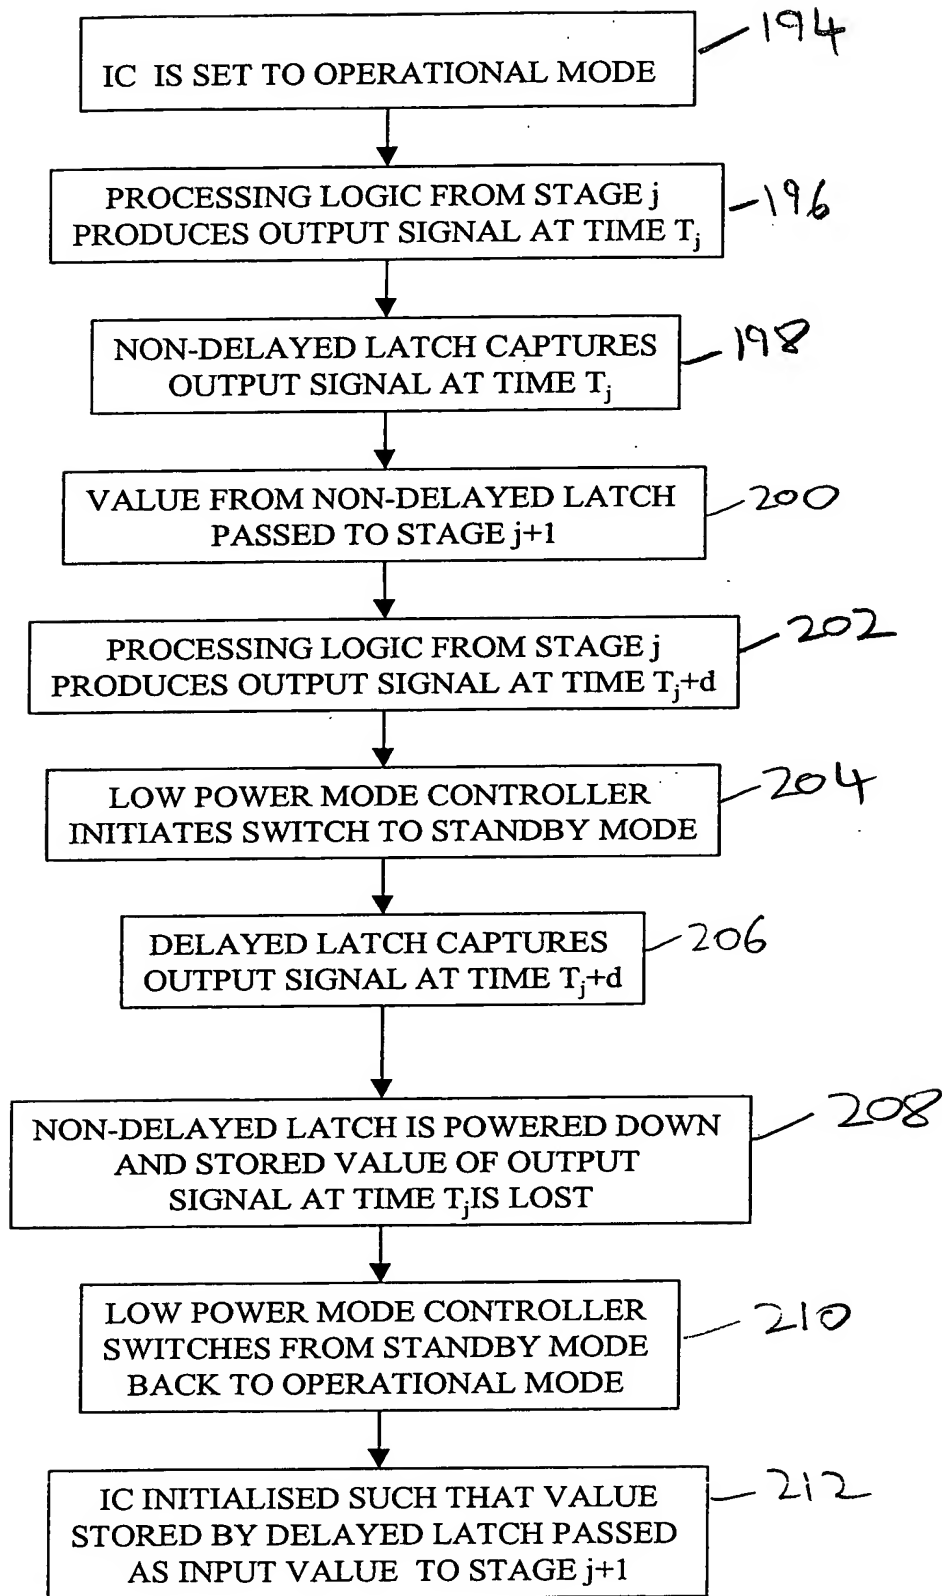 IC IS SET TO OPERATIONAL MODE
194
PROCESSING LOGIC FROM STAGE j
PRODUCES OUTPUT SIGNAL AT TIME Tj
196
NON-DELAYED LATCH CAPTURES
OUTPUT SIGNAL AT TIME Tj
198
VALUE FROM NON-DELAYED LATCH
PASSED TO STAGE j+1
200
PROCESSING LOGIC FROM STAGE j
PRODUCES OUTPUT SIGNAL AT TIME Tj+d
202
LOW POWER MODE CONTROLLER
INITIATES SWITCH TO STANDBY MODE
204
DELAYED LATCH CAPTURES
OUTPUT SIGNAL AT TIME Tj+d
206
NON-DELAYED LATCH IS POWERED DOWN
AND STORED VALUE OF OUTPUT
SIGNAL AT TIME TjIS LOST
208
LOW POWER MODE CONTROLLER
SWITCHES FROM STANDBY MODE
BACK TO OPERATIONAL MODE
210
IC INITIALISED SUCH THAT VALUE
STORED BY DELAYED LATCH PASSED
AS INPUT VALUE TO STAGE j+1
212